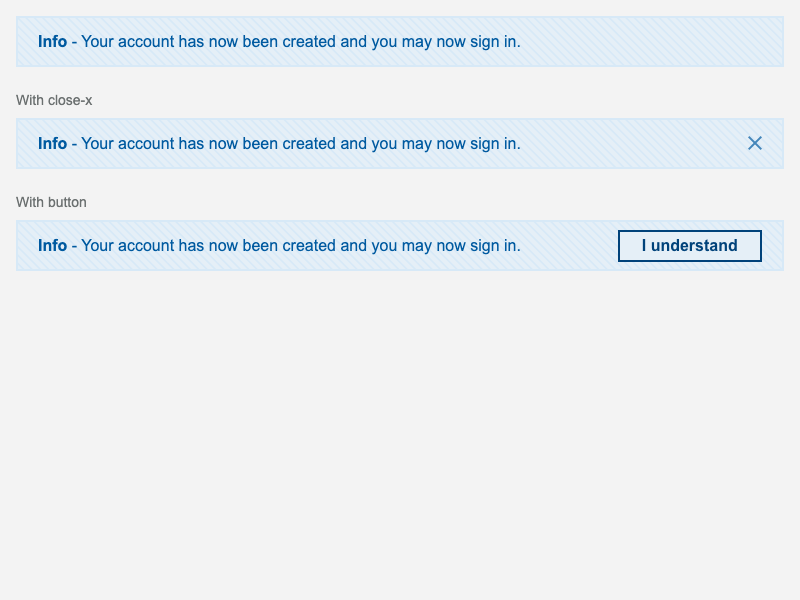 Info - Your account has now been created and you may now sign in.
With close-x
Info - Your account has now been created and you may now sign in.
With button
Info - Your account has now been created and you may now sign in. I understand